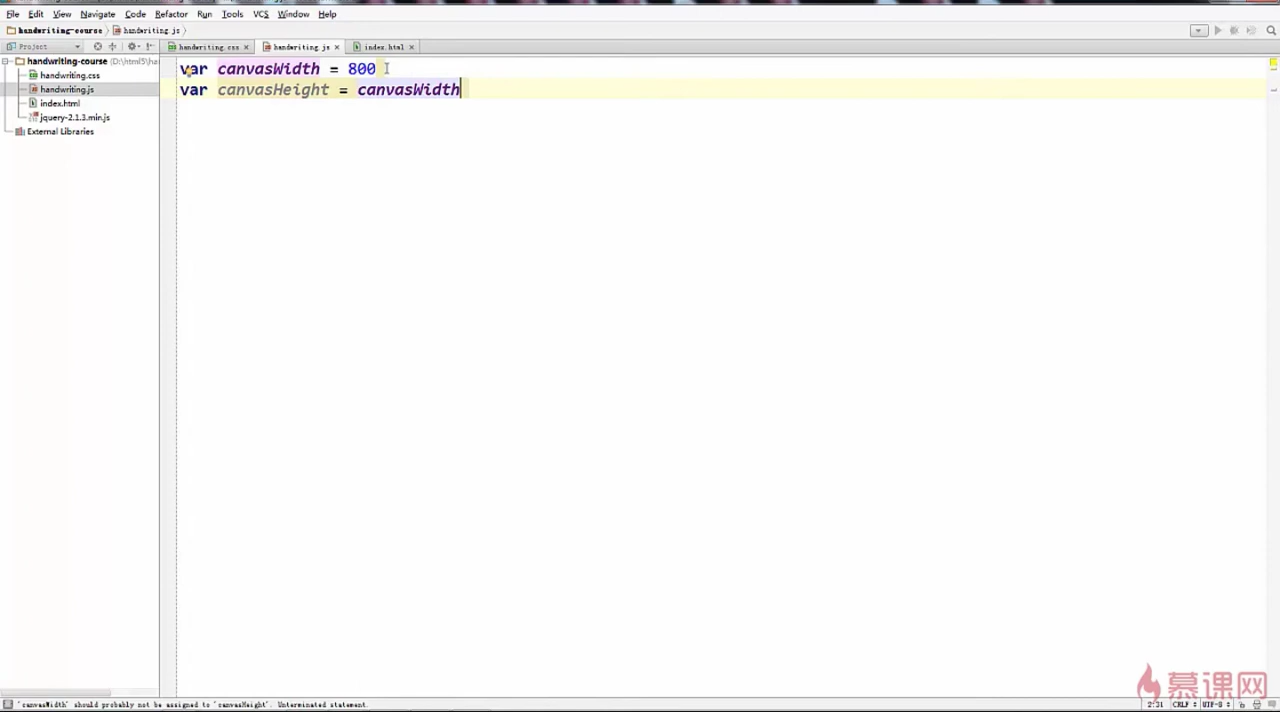 File Edit View Navigate Code Refactor Run Tools VCS Window Help
handwriting-course handwriting.js
Project handwriting.css handwriting.js index.html
handwriting-course (D:\html5\ha
handwriting.css
handwriting.js
index.html
jquery-2.1.3.min.js
External Libraries
var canvasWidth = 800
var canvasHeight = canvasWidth
慕课网
'canvasWidth' should probably not be assigned to 'canvasHeight'. Unterminated statement. 2:31 CRLF UTF-8